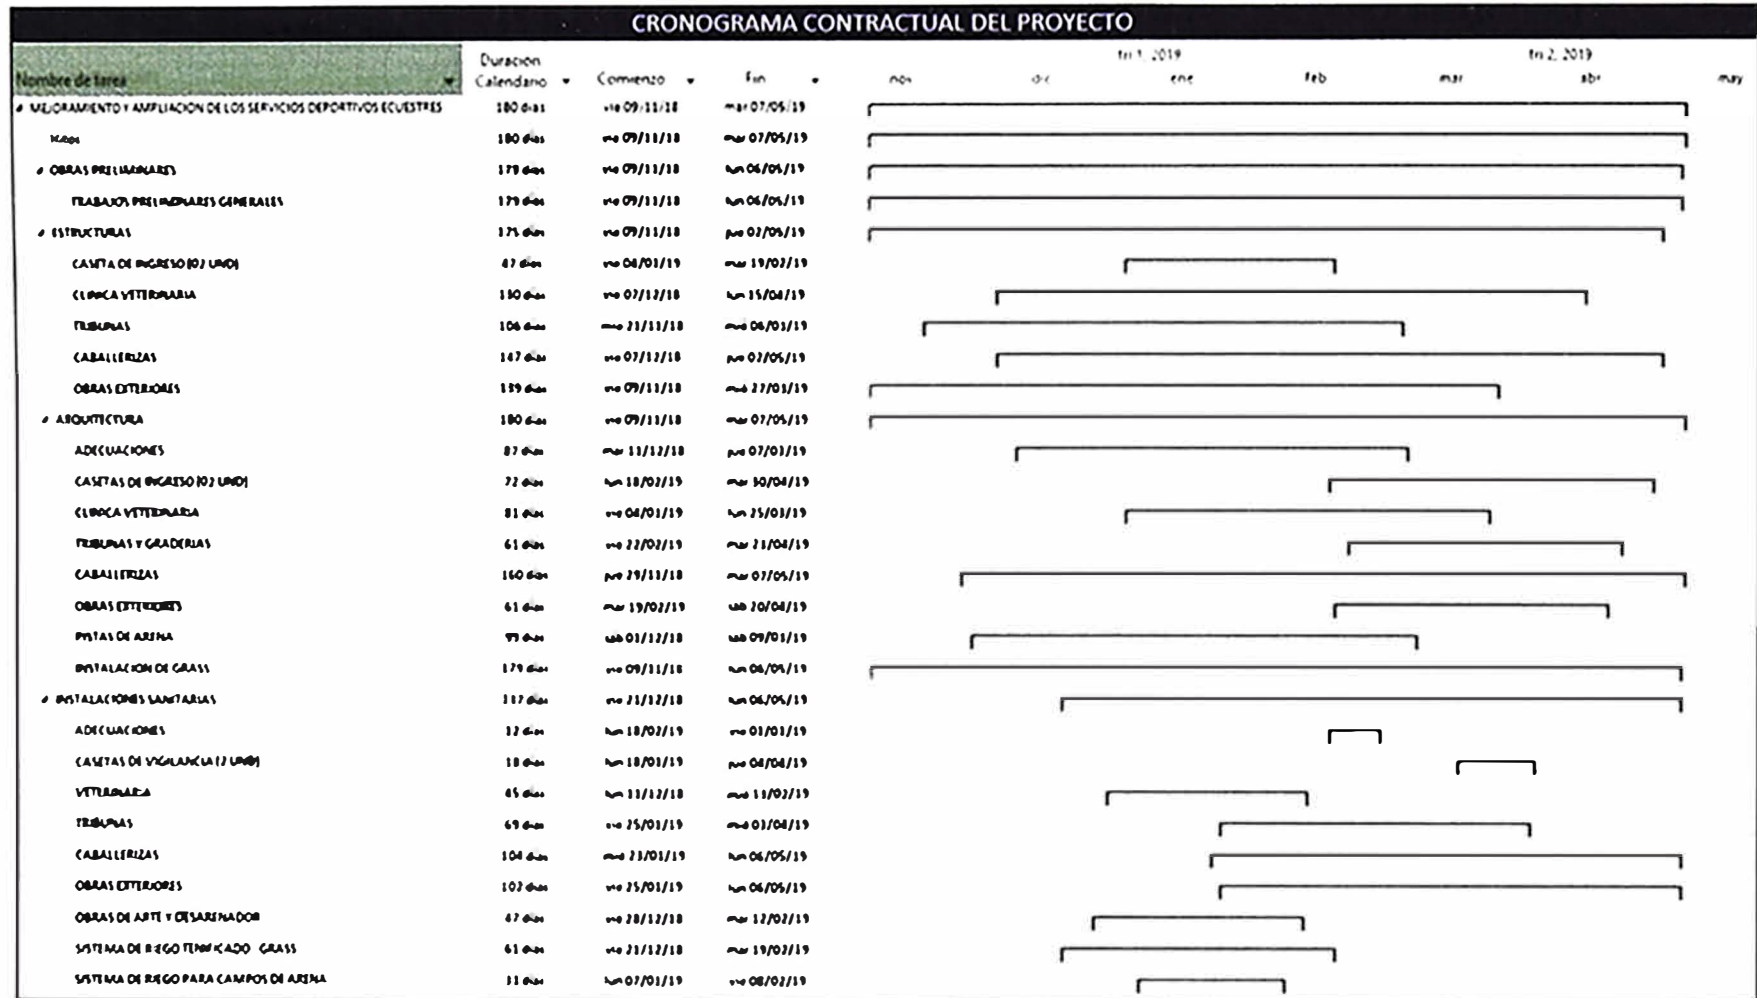 CRONOGRAMA CONTRACTUAL DEL PROYECTO
Nombre de tarea Duración Calendario Comienzo Fin tri 1, 2019 tri 2, 2019
nov dic ene feb mar abr may
MEJORAMIENTO Y AMPLIACION DE LOS SERVICIOS DEPORTIVOS ECUESTRES 180 días vie 09/11/18 mar 07/05/19
Hitos 180 días vie 09/11/18 mar 07/05/19
OBRAS PRELIMINARES 179 días vie 09/11/18 lun 06/05/19
TRABAJOS PRELIMINARES GENERALES 179 días vie 09/11/18 lun 06/05/19
ESTRUCTURAS 175 días vie 09/11/18 jue 02/05/19
CASETA DE INGRESO (02 UND) 47 días vie 04/01/19 mar 19/02/19
CLINICA VETERINARIA 130 días vie 07/12/18 lun 15/04/19
TRIBUNAS 106 días mié 21/11/18 mié 06/03/19
CABALLERIZAS 147 días vie 07/12/18 jue 02/05/19
OBRAS EXTERIORES 139 días vie 09/11/18 mié 27/03/19
ARQUITECTURA 180 días vie 09/11/18 mar 07/05/19
ADECUACIONES 87 días mar 11/12/18 jue 07/03/19
CASETAS DE INGRESO (02 UND) 72 días lun 18/02/19 mar 30/04/19
CLINICA VETERINARIA 81 días vie 04/01/19 lun 25/03/19
TRIBUNAS Y GRADERIAS 61 días vie 22/02/19 mar 23/04/19
CABALLERIZAS 160 días jue 29/11/18 mar 07/05/19
OBRAS EXTERIORES 61 días mar 19/02/19 sáb 20/04/19
PISTAS DE ARENA 99 días sáb 01/12/18 sáb 09/03/19
INSTALACION DE GRASS 179 días vie 09/11/18 lun 06/05/19
INSTALACIONES SANITARIAS 137 días vie 21/12/18 lun 06/05/19
ADECUACIONES 12 días lun 18/02/19 vie 01/03/19
CASETAS DE VIGILANCIA (2 UND) 18 días lun 18/03/19 jue 04/04/19
VETERINARIA 45 días lun 31/12/18 mié 13/02/19
TRIBUNAS 69 días vie 25/01/19 mié 03/04/19
CABALLERIZAS 104 días mié 23/01/19 lun 06/05/19
OBRAS EXTERIORES 102 días vie 25/01/19 lun 06/05/19
OBRAS DE ARTE Y DESARENADOR 47 días vie 28/12/18 mar 12/02/19
SISTEMA DE RIEGO TECNIFICADO - GRASS 61 días vie 21/12/18 mar 19/02/19
SISTEMA DE RIEGO PARA CAMPOS DE ARENA 33 días lun 07/01/19 vie 08/02/19